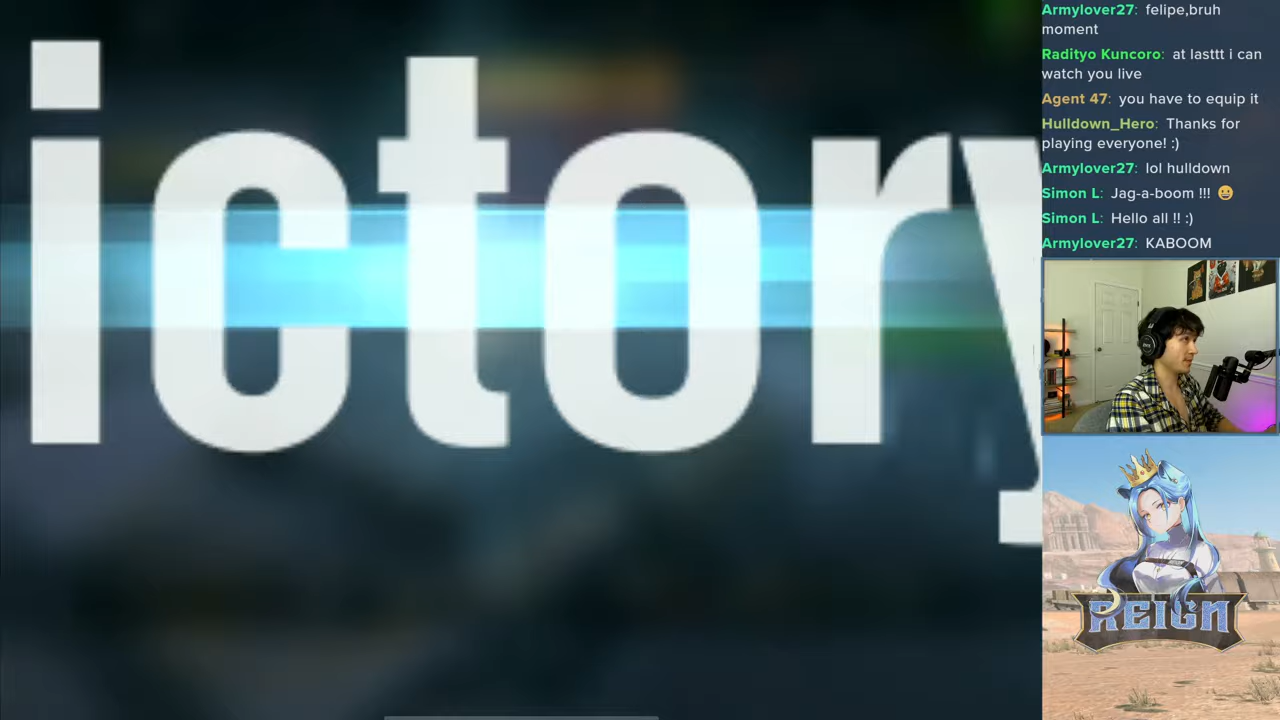 ictory
Armylover27: felipe,bruh
moment
Radityo Kuncoro: at lasttt i can
watch you live
Agent 47: you have to equip it
Hulldown_Hero: Thanks for
playing everyone! :)
Armylover27: lol hulldown
Simon L: Jag-a-boom !!! 😀
Simon L: Hello all !! :)
Armylover27: KABOOM
REIGN